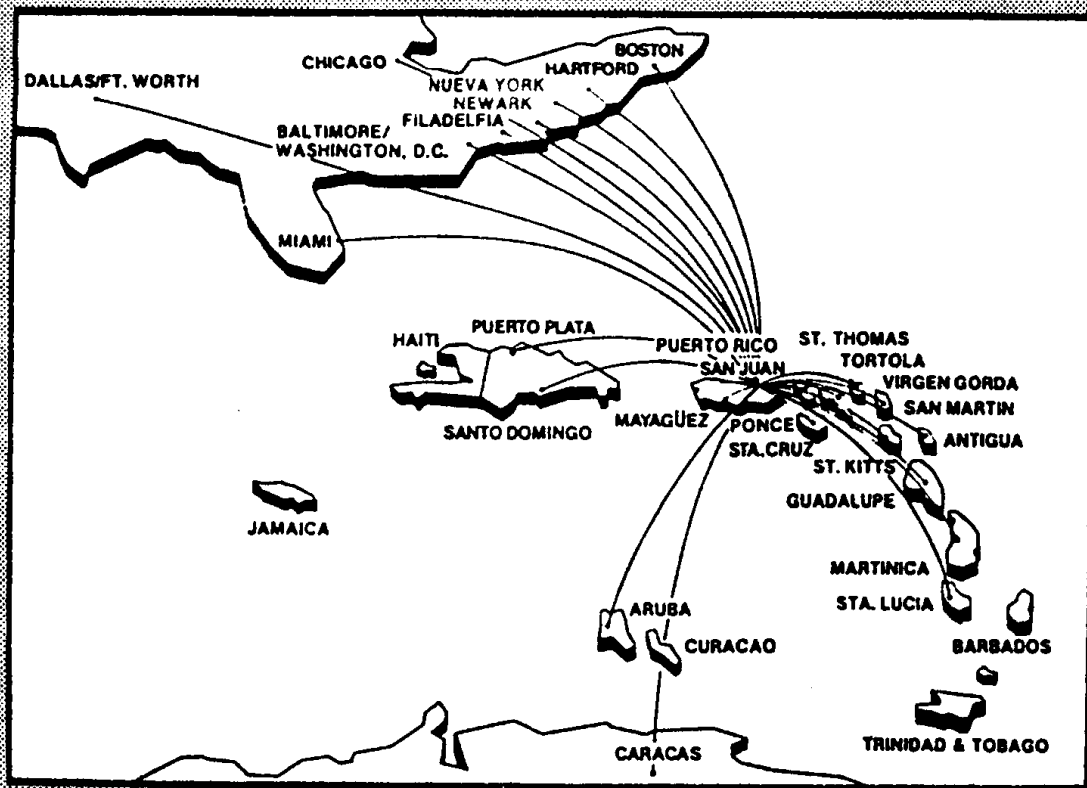 BOSTON
CHICAGO
HARTFORD
DALLAS/FT. WORTH
NUEVA YORK
NEWARK
FILADELFIA
BALTIMORE/
WASHINGTON, D.C.
MIAMI
PUERTO PLATA
HAITI
PUERTO RICO
SAN JUAN
ST. THOMAS
TORTOLA
VIRGEN GORDA
SAN MARTIN
MAYAGÜEZ
PONCE
SANTO DOMINGO
STA. CRUZ
ANTIGUA
ST. KITTS
GUADALUPE
JAMAICA
MARTINICA
STA. LUCIA
ARUBA
CURACAO
BARBADOS
CARACAS
TRINIDAD & TOBAGO